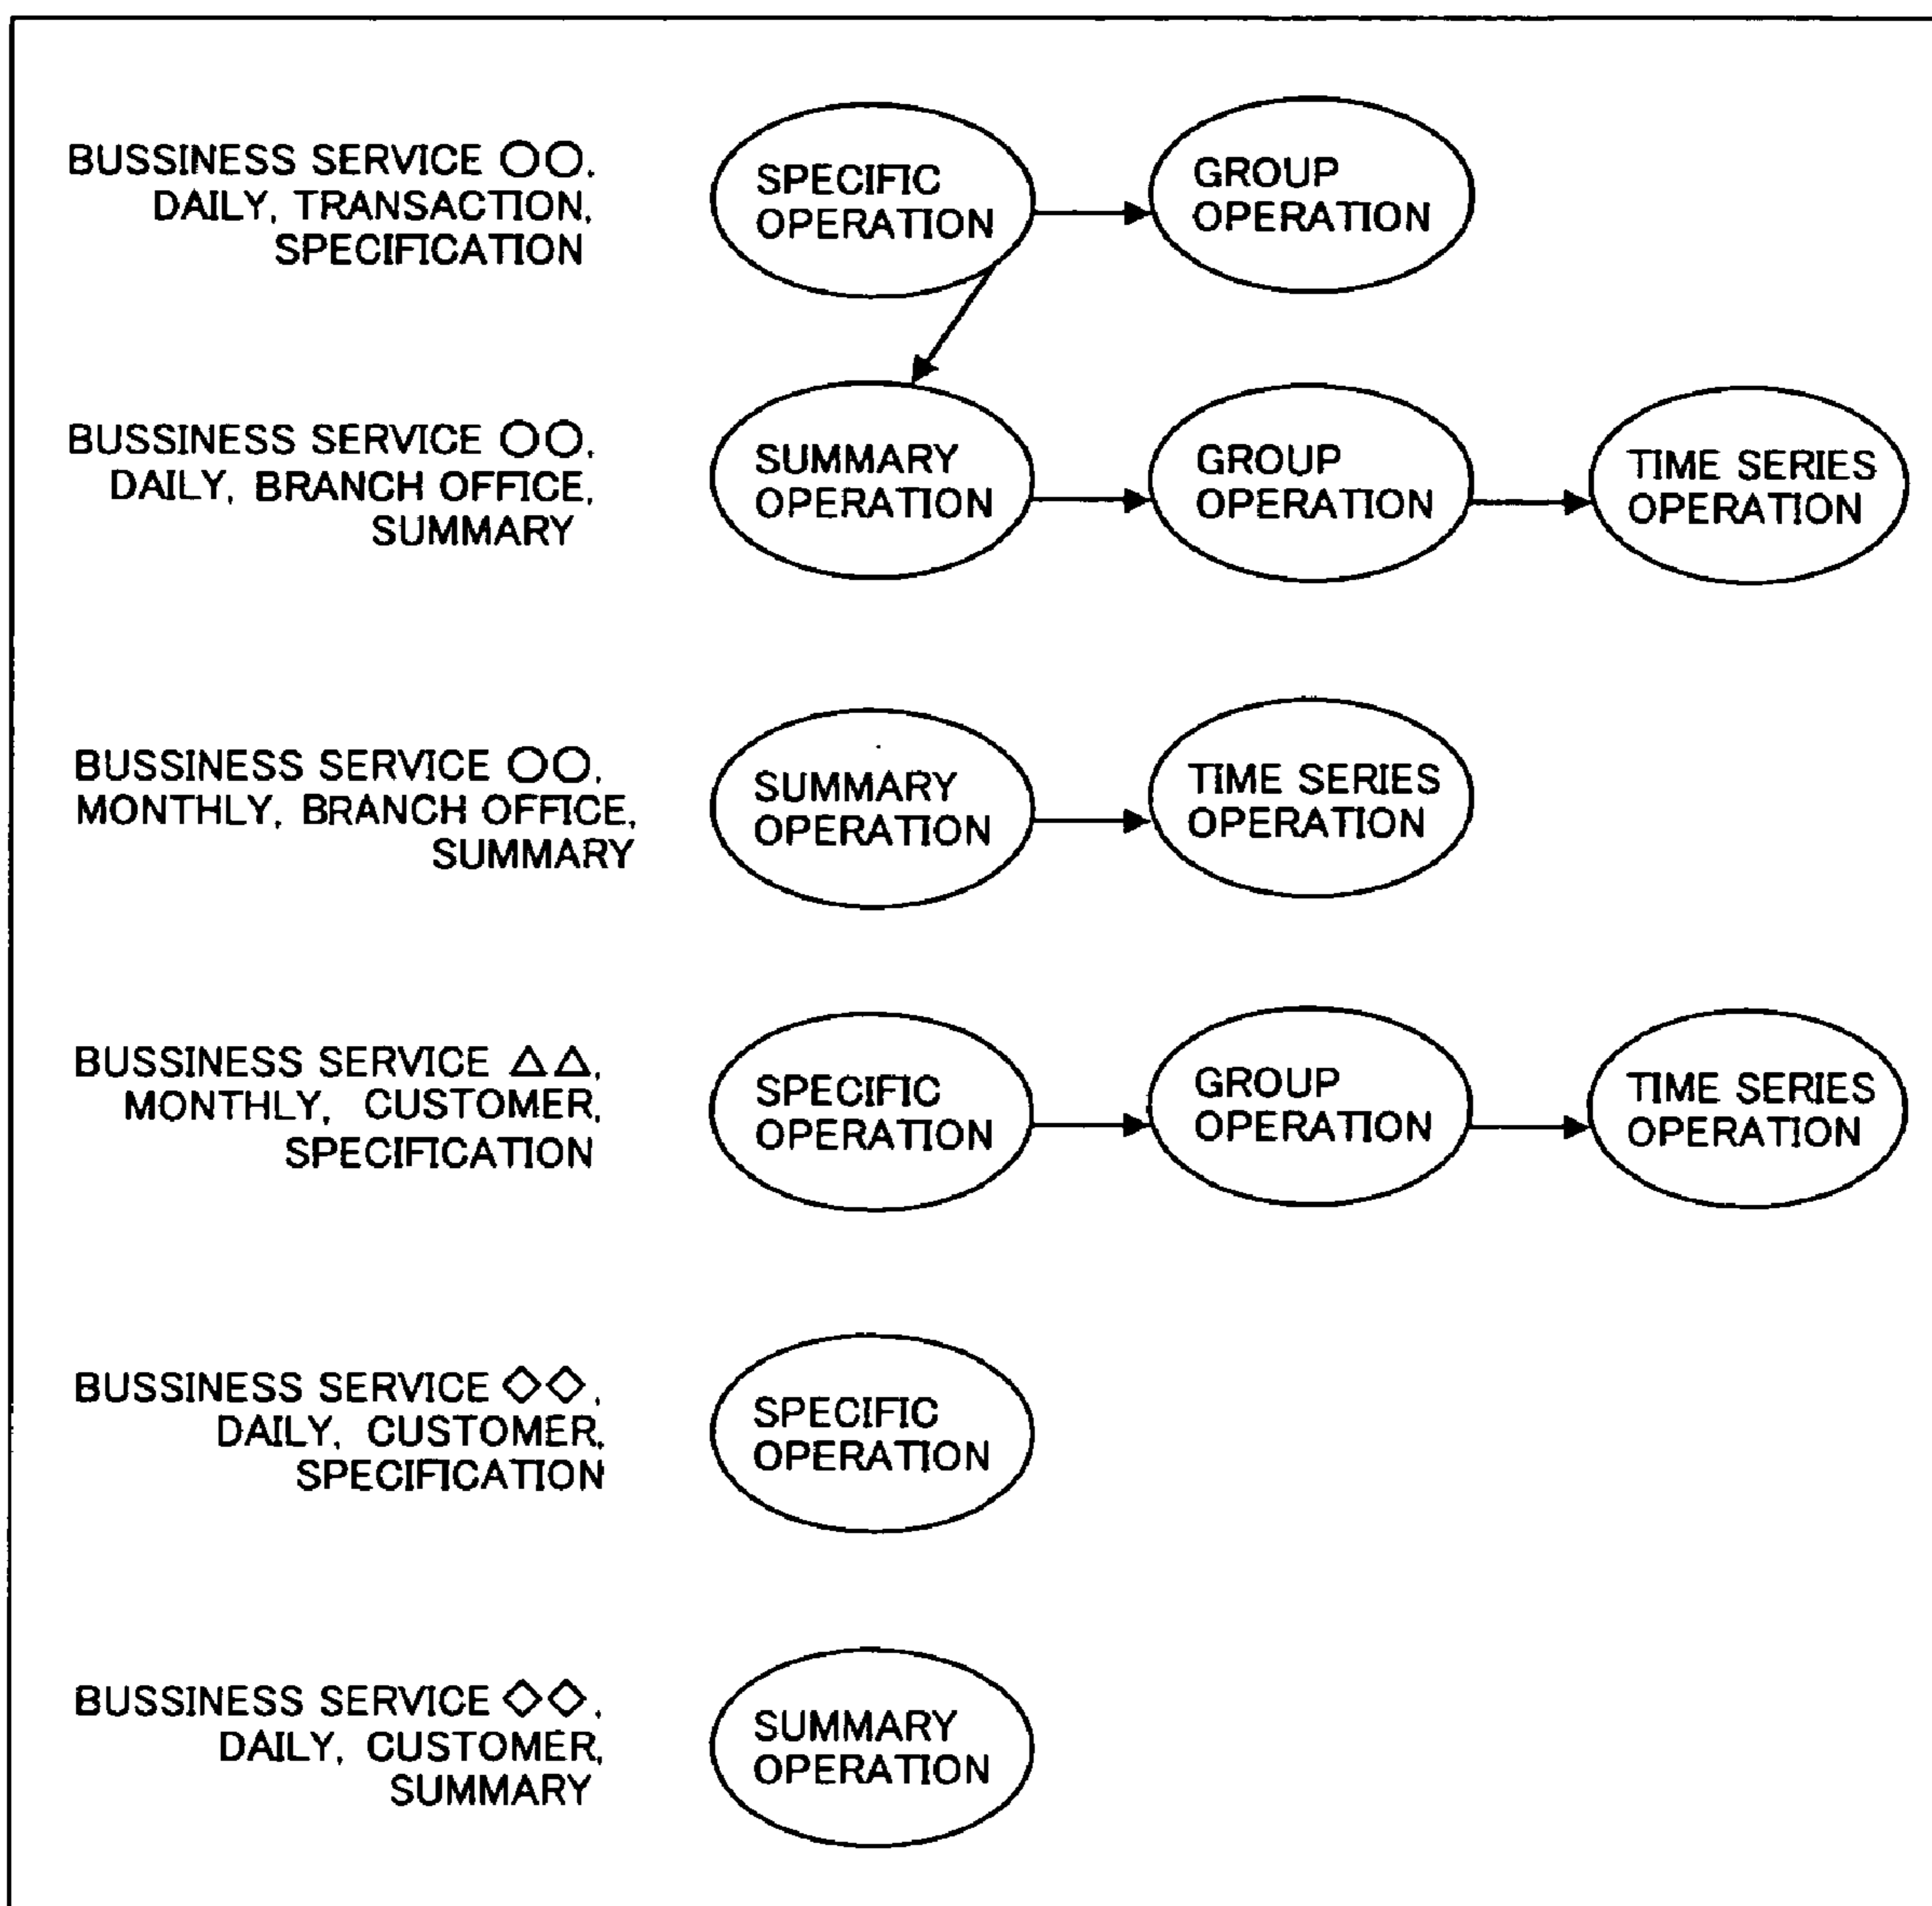 BUSSINESS SERVICE ○○,
DAILY, TRANSACTION,
SPECIFICATION
SPECIFIC
OPERATION
GROUP
OPERATION
BUSSINESS SERVICE ○○,
DAILY, BRANCH OFFICE,
SUMMARY
SUMMARY
OPERATION
GROUP
OPERATION
TIME SERIES
OPERATION
BUSSINESS SERVICE ○○,
MONTHLY, BRANCH OFFICE,
SUMMARY
SUMMARY
OPERATION
TIME SERIES
OPERATION
BUSSINESS SERVICE △△,
MONTHLY, CUSTOMER,
SPECIFICATION
SPECIFIC
OPERATION
GROUP
OPERATION
TIME SERIES
OPERATION
BUSSINESS SERVICE ◇◇,
DAILY, CUSTOMER,
SPECIFICATION
SPECIFIC
OPERATION
BUSSINESS SERVICE ◇◇,
DAILY, CUSTOMER,
SUMMARY
SUMMARY
OPERATION